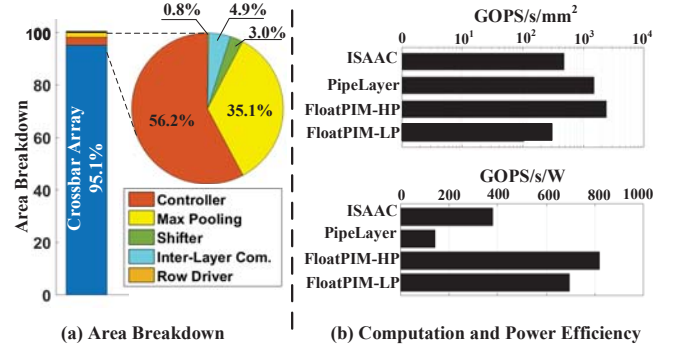 0.8%
4.9%
3.0%
35.1%
56.2%
100
80
60
40
20
0
Area Breakdown
Crossbar Array
95.1%
Controller
Max Pooling
Shifter
Inter-Layer Com.
Row Driver
(a) Area Breakdown
GOPS/s/mm²
0 10¹ 10² 10³ 10⁴
ISAAC
PipeLayer
FloatPIM-HP
FloatPIM-LP
GOPS/s/W
0 200 400 600 800 1000
ISAAC
PipeLayer
FloatPIM-HP
FloatPIM-LP
(b) Computation and Power Efficiency